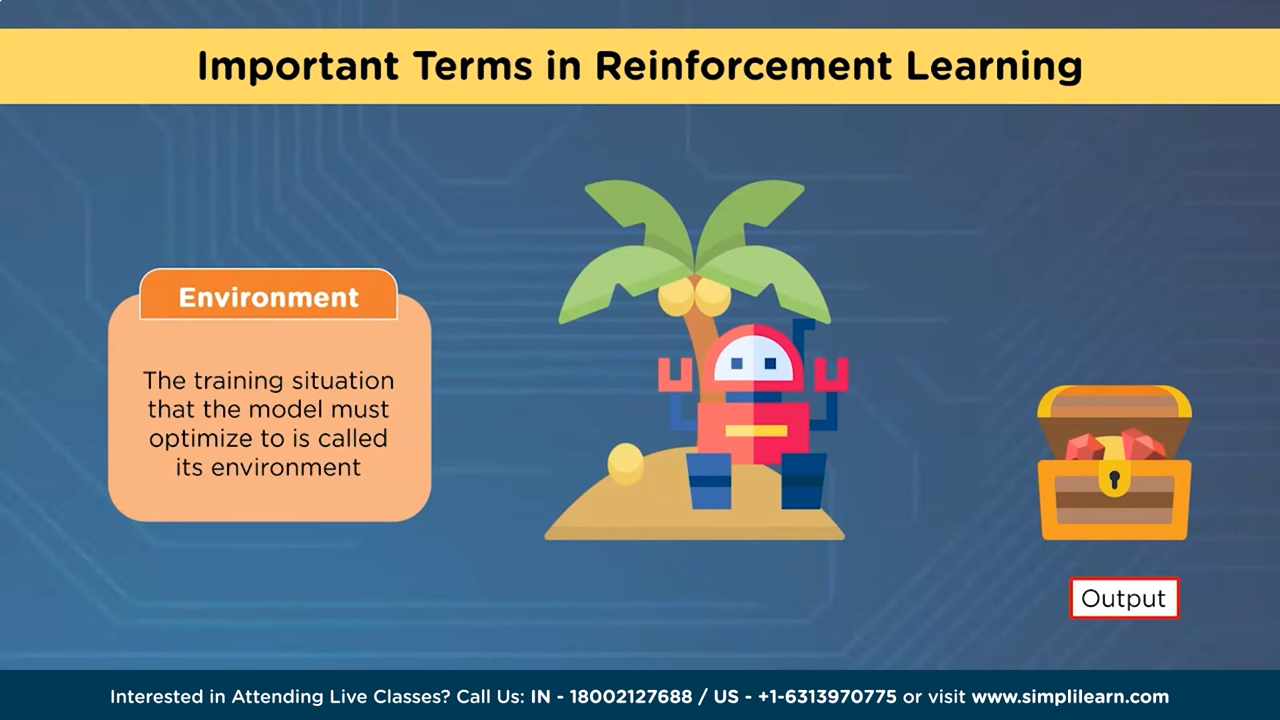 Important Terms in Reinforcement Learning
Environment
The training situation
that the model must
optimize to is called
its environment
Output
Interested in Attending Live Classes? Call Us: IN - 18002127688 / US - +1-6313970775 or visit www.simplilearn.com